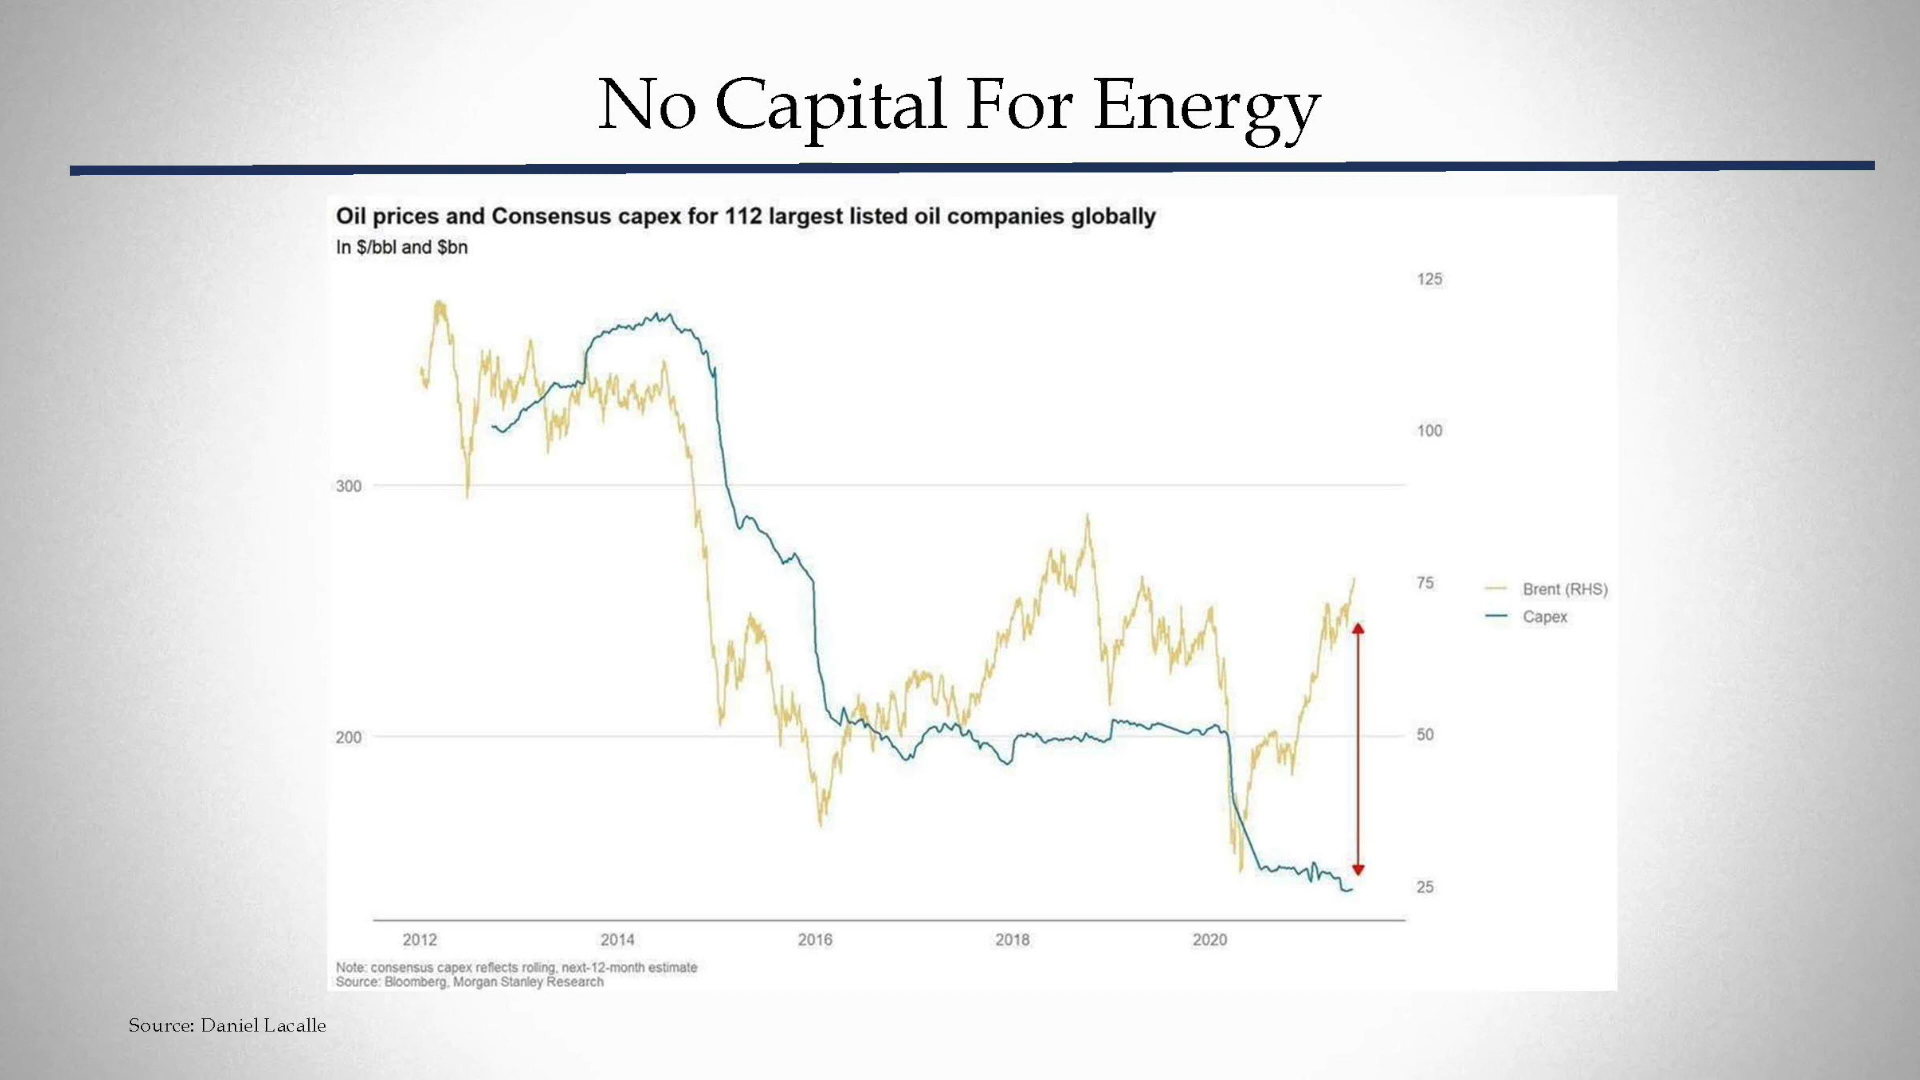 No Capital For Energy
Oil prices and Consensus capex for 112 largest listed oil companies globally
In $/bbl and $bn
125
100
300
75
Brent (RHS)
Capex
200
50
25
2012 2014 2016 2018 2020
Note: consensus capex reflects rolling, next-12-month estimate
Source: Bloomberg, Morgan Stanley Research
Source: Daniel Lacalle